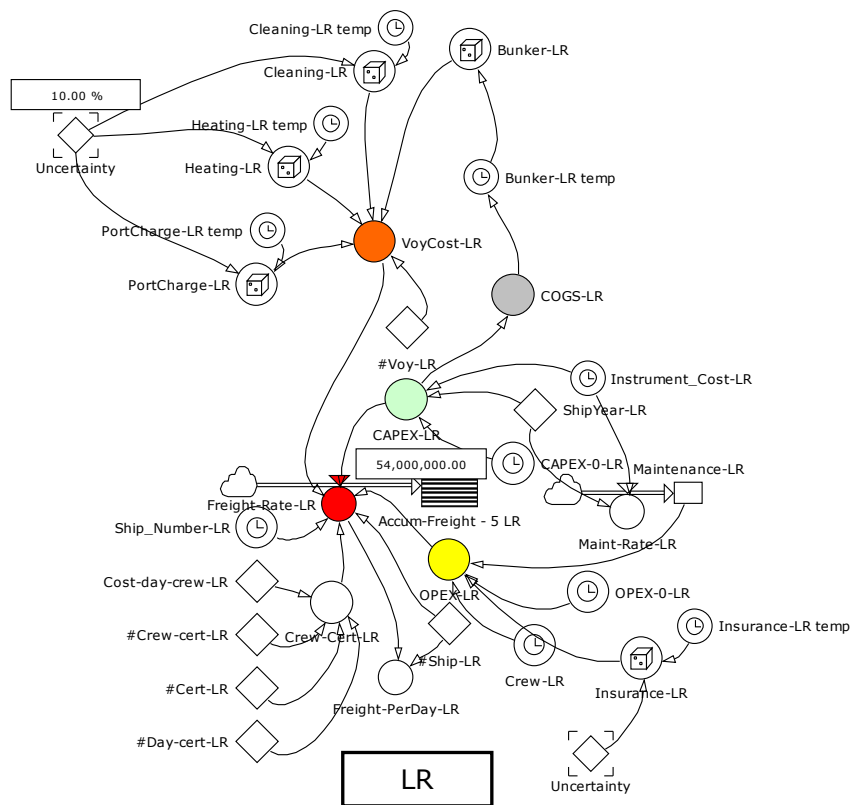 Cleaning-LR temp
Bunker-LR
Cleaning-LR
10.00 %
Heating-LR temp
Uncertainty
Heating-LR
Bunker-LR temp
PortCharge-LR temp
VoyCost-LR
PortCharge-LR
COGS-LR
#Voy-LR
Instrument_Cost-LR
ShipYear-LR
CAPEX-LR
54,000,000.00
CAPEX-0-LR
Maintenance-LR
Freight-Rate-LR
Accum-Freight - 5 LR
Ship_Number-LR
Maint-Rate-LR
Cost-day-crew-LR
OPEX-LR
OPEX-0-LR
#Crew-cert-LR
Crew-Cert-LR
Insurance-LR temp
#Ship-LR
#Cert-LR
Crew-LR
Insurance-LR
Freight-PerDay-LR
#Day-cert-LR
LR
Uncertainty